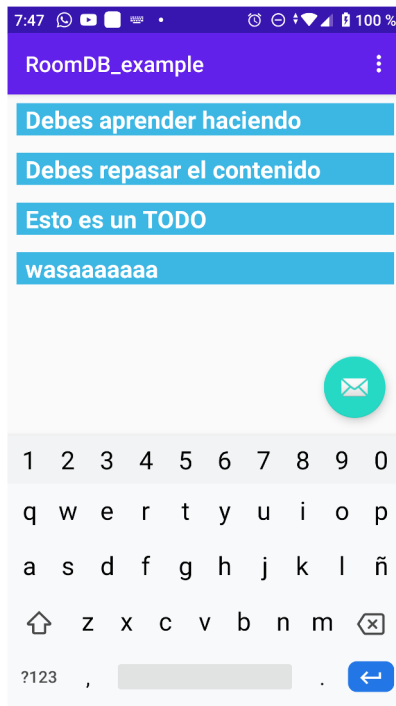 7:47 100 %
RoomDB_example
Debes aprender haciendo
Debes repasar el contenido
Esto es un TODO
wasaaaaaaa
1 2 3 4 5 6 7 8 9 0
q w e r t y u i o p
a s d f g h j k l ñ
z x c v b n m
?123 , .